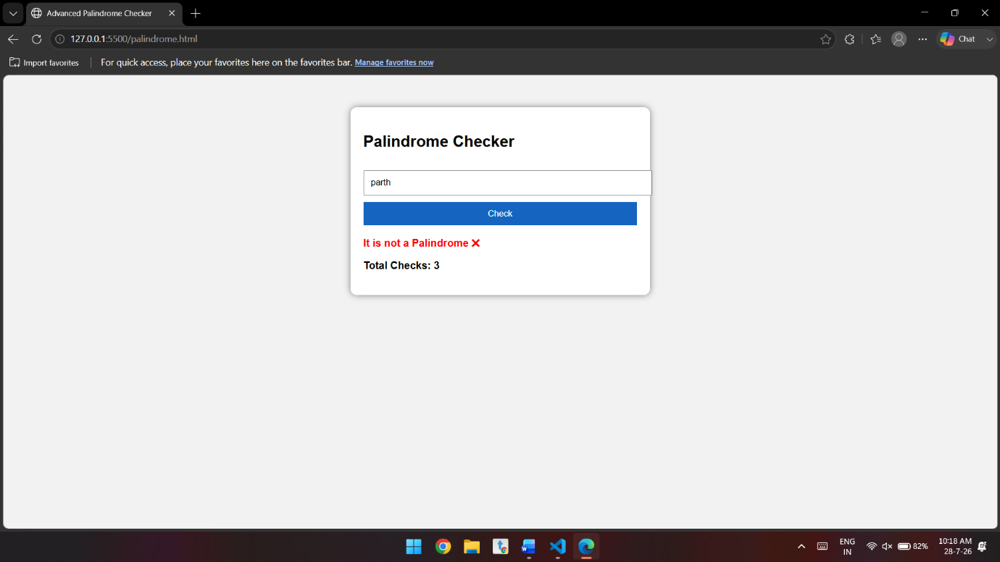 Advanced Palindrome Checker
127.0.0.1:5500/palindrome.html
Chat
Import favorites
For quick access, place your favorites here on the favorites bar. Manage favorites now
Palindrome Checker
parth
Check
It is not a Palindrome ❌
Total Checks: 3
ENG
IN
82%
10:18 AM
28-7-26